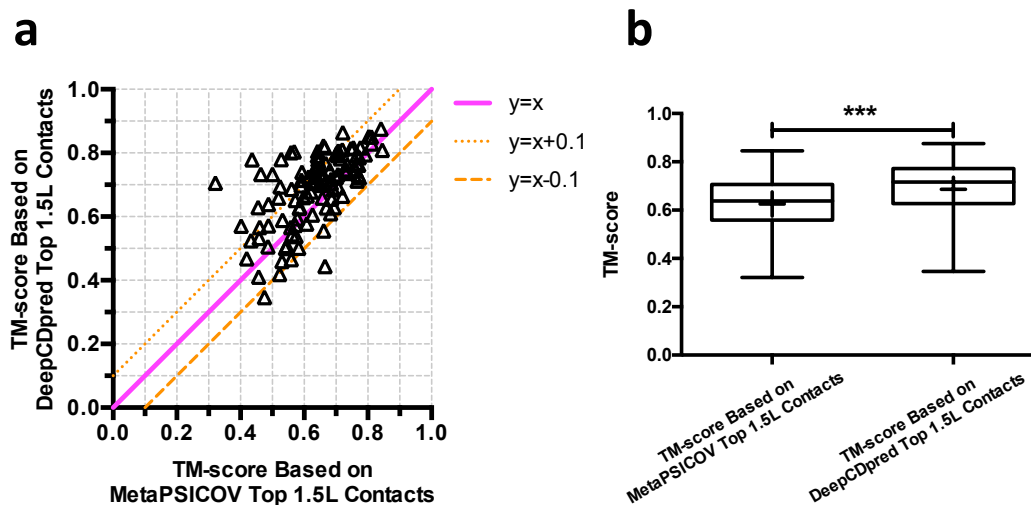 a
TM-score Based on
DeepCDpred Top 1.5L Contacts
1.0
0.8
0.6
0.4
0.2
0.0
0.0 0.2 0.4 0.6 0.8 1.0
TM-score Based on
MetaPSICOV Top 1.5L Contacts
y=x
y=x+0.1
y=x-0.1
b
TM-score
1.0
0.8
0.6
0.4
0.2
0.0
***
TM-score Based on
MetaPSICOV Top 1.5L Contacts
TM-score Based on
DeepCDpred Top 1.5L Contacts